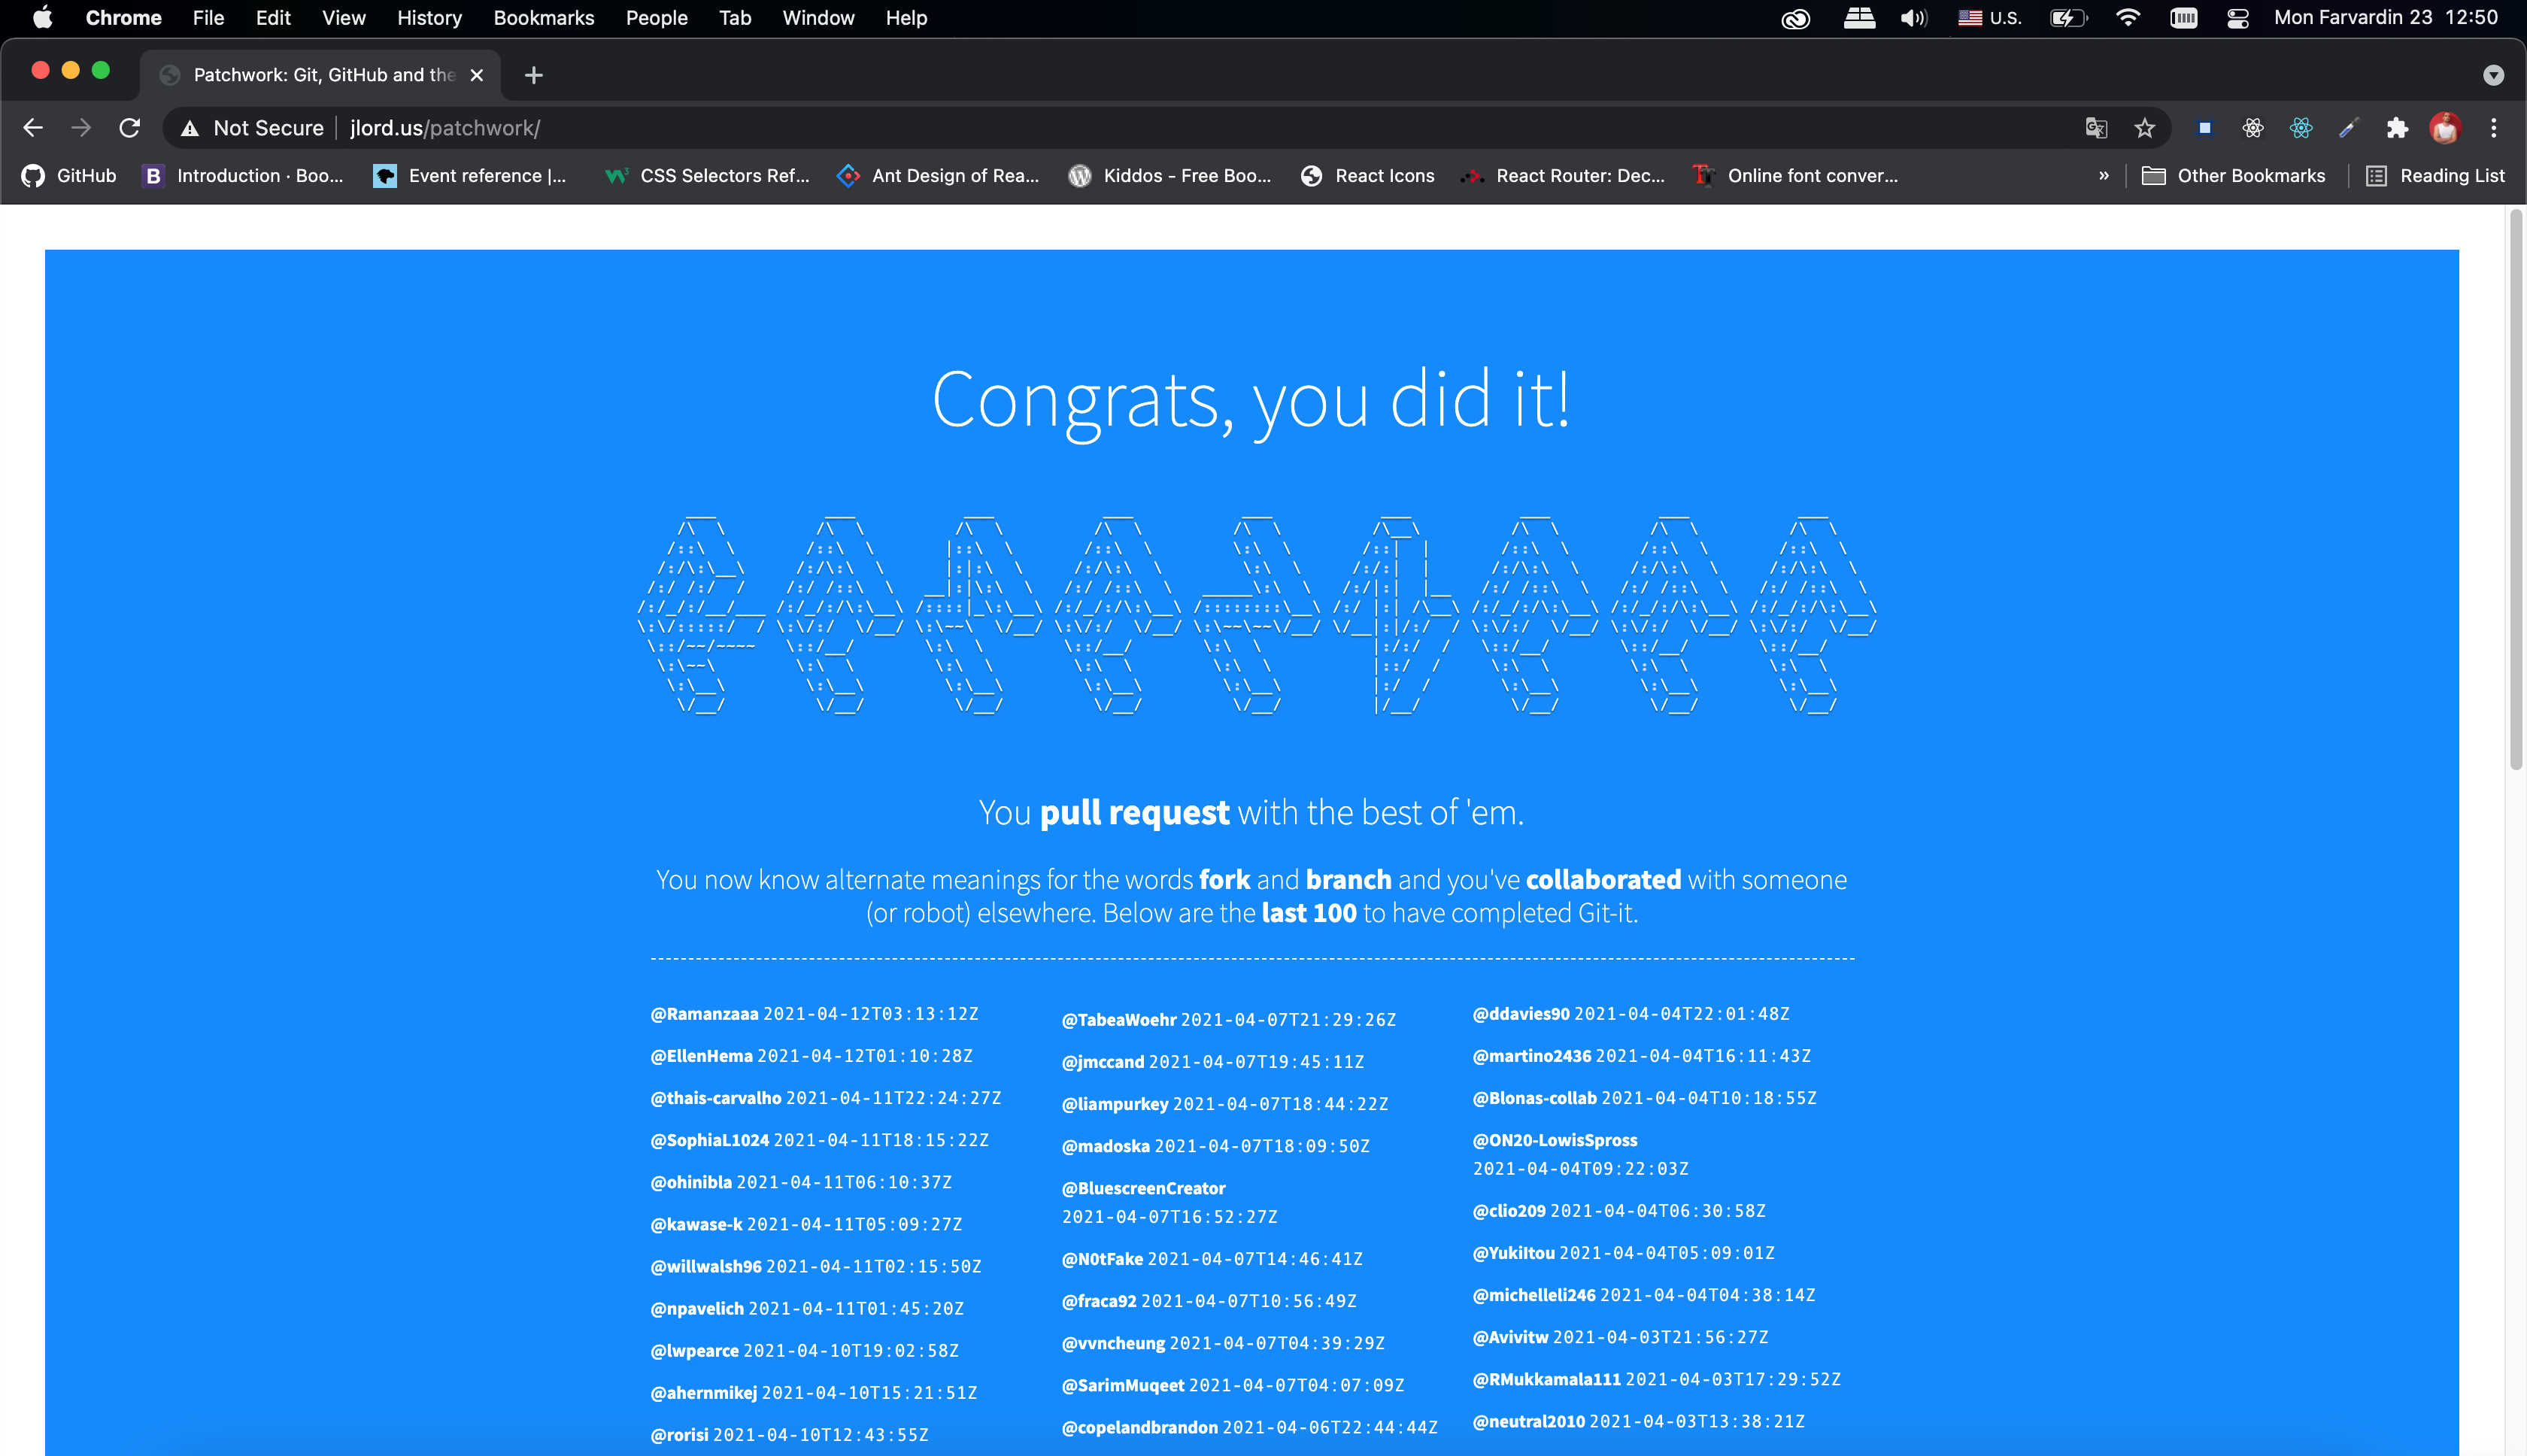 Chrome File Edit View History Bookmarks People Tab Window Help U.S. Mon Farvardin 23 12:50
Patchwork: Git, GitHub and the
Not Secure jlord.us/patchwork/
GitHub Introduction · Boo... Event reference |... CSS Selectors Ref... Ant Design of Rea... Kiddos - Free Boo... React Icons React Router: Dec... Online font conver... » Other Bookmarks Reading List
Congrats, you did it!
RAMANZAAA
You pull request with the best of 'em.
You now know alternate meanings for the words fork and branch and you've collaborated with someone
(or robot) elsewhere. Below are the last 100 to have completed Git-it.
@Ramanzaaa 2021-04-12T03:13:12Z
@EllenHema 2021-04-12T01:10:28Z
@thais-carvalho 2021-04-11T22:24:27Z
@SophiaL1024 2021-04-11T18:15:22Z
@ohinibla 2021-04-11T06:10:37Z
@kawase-k 2021-04-11T05:09:27Z
@willwalsh96 2021-04-11T02:15:50Z
@npavelich 2021-04-11T01:45:20Z
@lwpearce 2021-04-10T19:02:58Z
@ahernmikej 2021-04-10T15:21:51Z
@rorisi 2021-04-10T12:43:55Z
@TabeaWoehr 2021-04-07T21:29:26Z
@jmccand 2021-04-07T19:45:11Z
@liampurkey 2021-04-07T18:44:22Z
@madoska 2021-04-07T18:09:50Z
@BluescreenCreator
2021-04-07T16:52:27Z
@N0tFake 2021-04-07T14:46:41Z
@fraca92 2021-04-07T10:56:49Z
@vvncheung 2021-04-07T04:39:29Z
@SarimMuqeet 2021-04-07T04:07:09Z
@copelandbrandon 2021-04-06T22:44:44Z
@ddavies90 2021-04-04T22:01:48Z
@martino2436 2021-04-04T16:11:43Z
@Blonas-collab 2021-04-04T10:18:55Z
@ON20-LowisSpross
2021-04-04T09:22:03Z
@clio209 2021-04-04T06:30:58Z
@YukiItou 2021-04-04T05:09:01Z
@michelleli246 2021-04-04T04:38:14Z
@Avivitw 2021-04-03T21:56:27Z
@RMukkamala111 2021-04-03T17:29:52Z
@neutral2010 2021-04-03T13:38:21Z